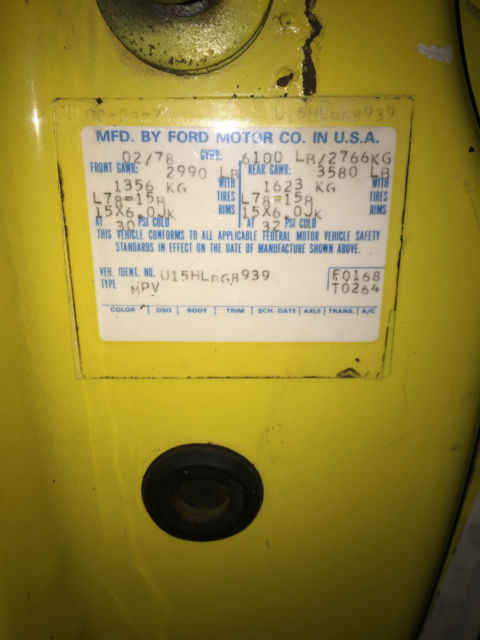 U15HLBG8939
MFD. BY FORD MOTOR CO. IN U.S.A.
02/78 GVWR: 6100 LB/2766KG
FRONT GAWR: 2990 LB REAR GAWR: 3580 LB
1356 KG WITH 1623 KG WITH
L78-15B TIRES L78-15B TIRES
15X6.0JK RIMS 15X6.0JK RIMS
AT 30 PSI COLD AT 32 PSI COLD
THIS VEHICLE CONFORMS TO ALL APPLICABLE FEDERAL MOTOR VEHICLE SAFETY
STANDARDS IN EFFECT ON THE DATE OF MANUFACTURE SHOWN ABOVE.
VEH. IDENT. NO. U15HLBG8939 F0168
TYPE MPV T0264
COLOR DSO BODY TRIM SCH. DATE AXLE TRANS. A/C